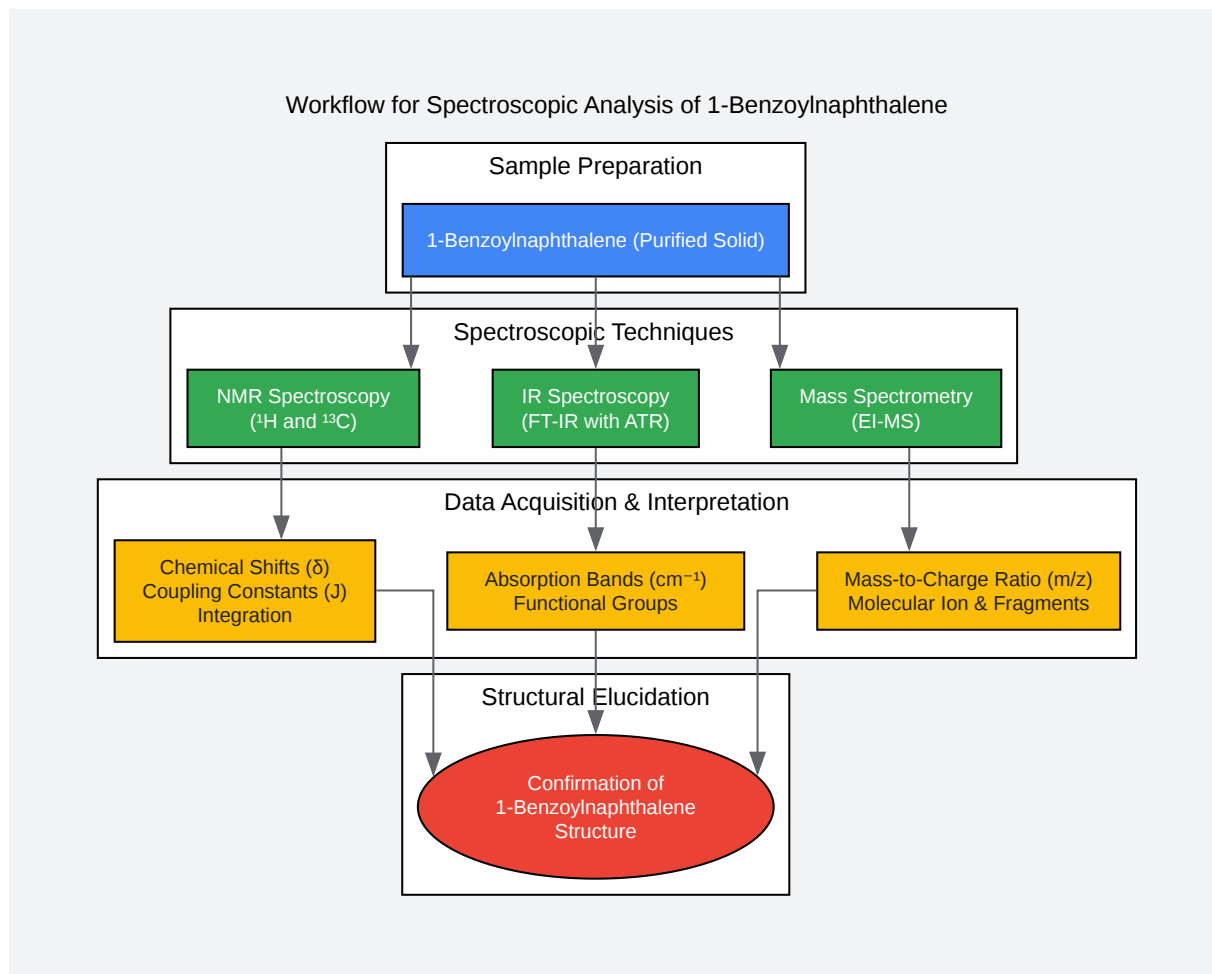 Workflow for Spectroscopic Analysis of 1-Benzoylnaphthalene
Sample Preparation
1-Benzoylnaphthalene (Purified Solid)
Spectroscopic Techniques
NMR Spectroscopy
(¹H and ¹³C)
IR Spectroscopy
(FT-IR with ATR)
Mass Spectrometry
(EI-MS)
Data Acquisition & Interpretation
Chemical Shifts (δ)
Coupling Constants (J)
Integration
Absorption Bands (cm⁻¹)
Functional Groups
Mass-to-Charge Ratio (m/z)
Molecular Ion & Fragments
Structural Elucidation
Confirmation of
1-Benzoylnaphthalene
Structure